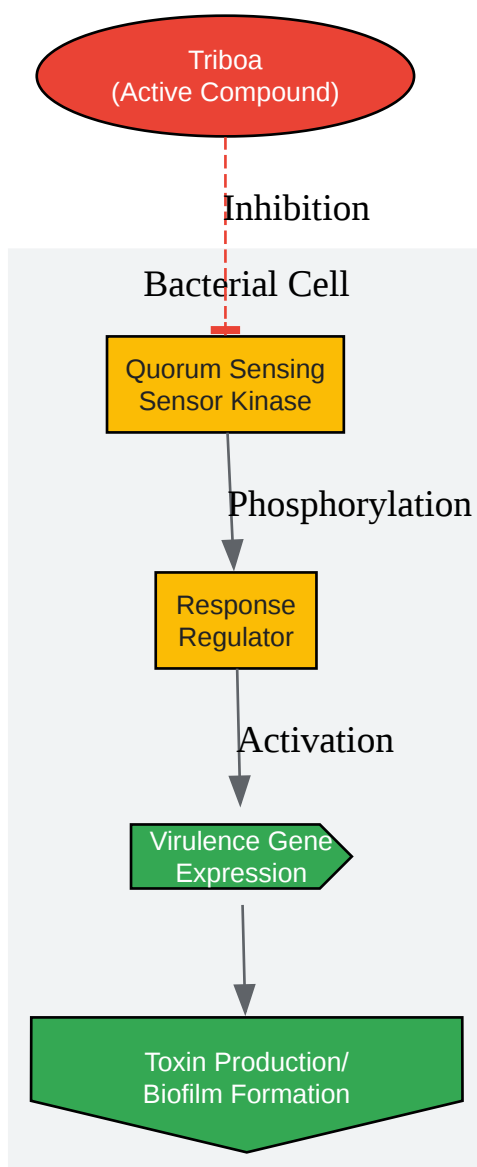 Triboa
(Active Compound)
Inhibition
Bacterial Cell
Quorum Sensing
Sensor Kinase
Phosphorylation
Response
Regulator
Activation
Virulence Gene
Expression
Toxin Production/
Biofilm Formation